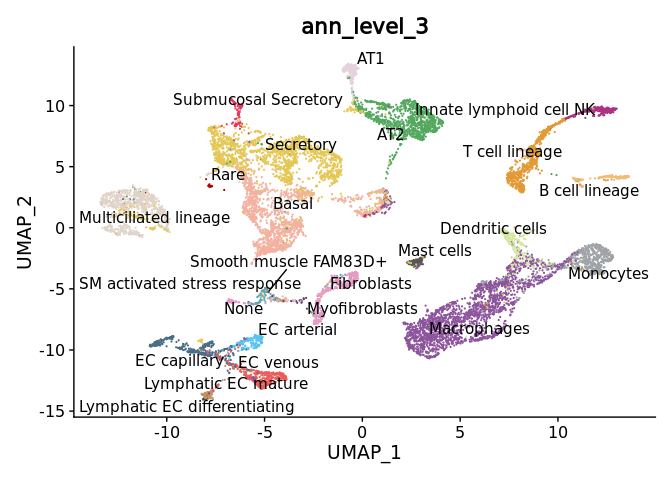 ann_level_3
AT1
Submucosal Secretory
Innate lymphoid cell NK
AT2
Secretory
T cell lineage
Rare
B cell lineage
Basal
Multiciliated lineage
Dendritic cells
Mast cells
Smooth muscle FAM83D+
Monocytes
SM activated stress response
Fibroblasts
None
Myofibroblasts
EC arterial
Macrophages
EC capillary
EC venous
Lymphatic EC mature
Lymphatic EC differentiating
10
5
0
-5
-10
-15
UMAP_2
-10
-5
0
5
10
UMAP_1